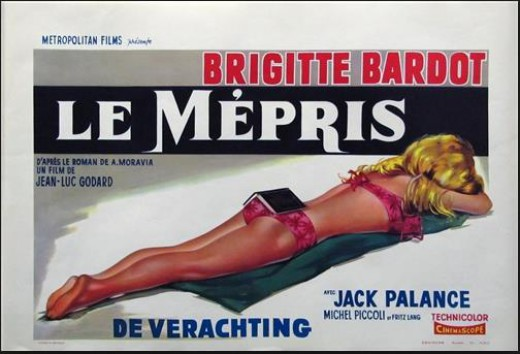 METROPOLITAN FILMS présente
BRIGITTE BARDOT
LE MÉPRIS
D'APRÈS LE ROMAN DE A.MORAVIA
UN FILM DE
JEAN-LUC GODARD
AVEC JACK PALANCE
MICHEL PICCOLI et FRITZ LANG
TECHNICOLOR
CINEMASCOPE
DE VERACHTING